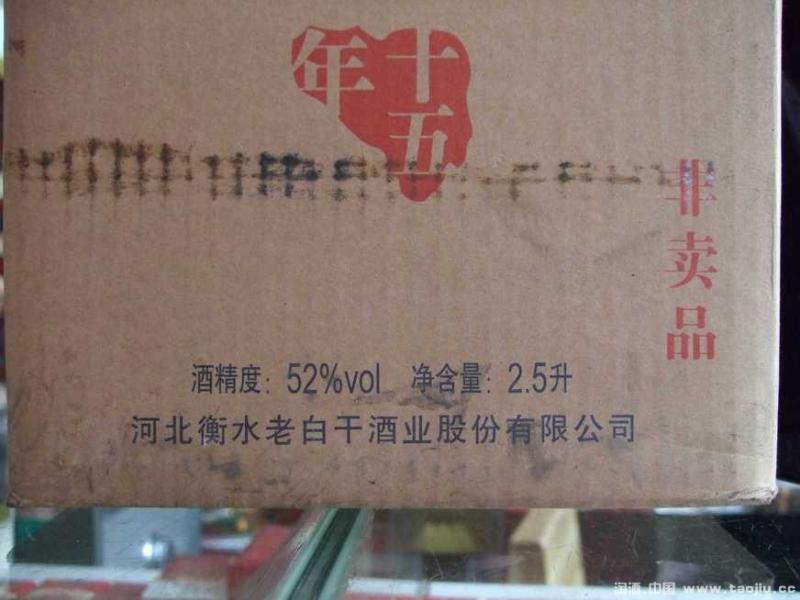 十五年
非卖品
酒精度：52%vol 净含量：2.5升
河北衡水老白干酒业股份有限公司
淘酒 中国 www.taojiu.cc